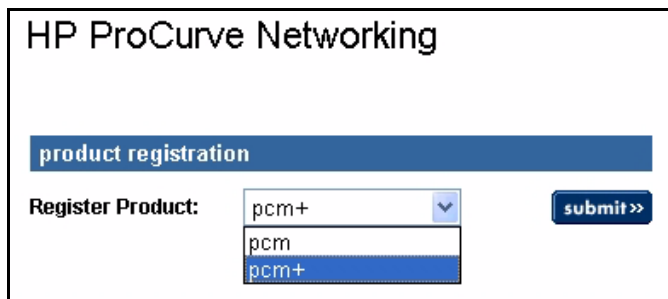 HP ProCurve Networking
product registration
Register Product: pcm+ submit»
pcm
pcm+